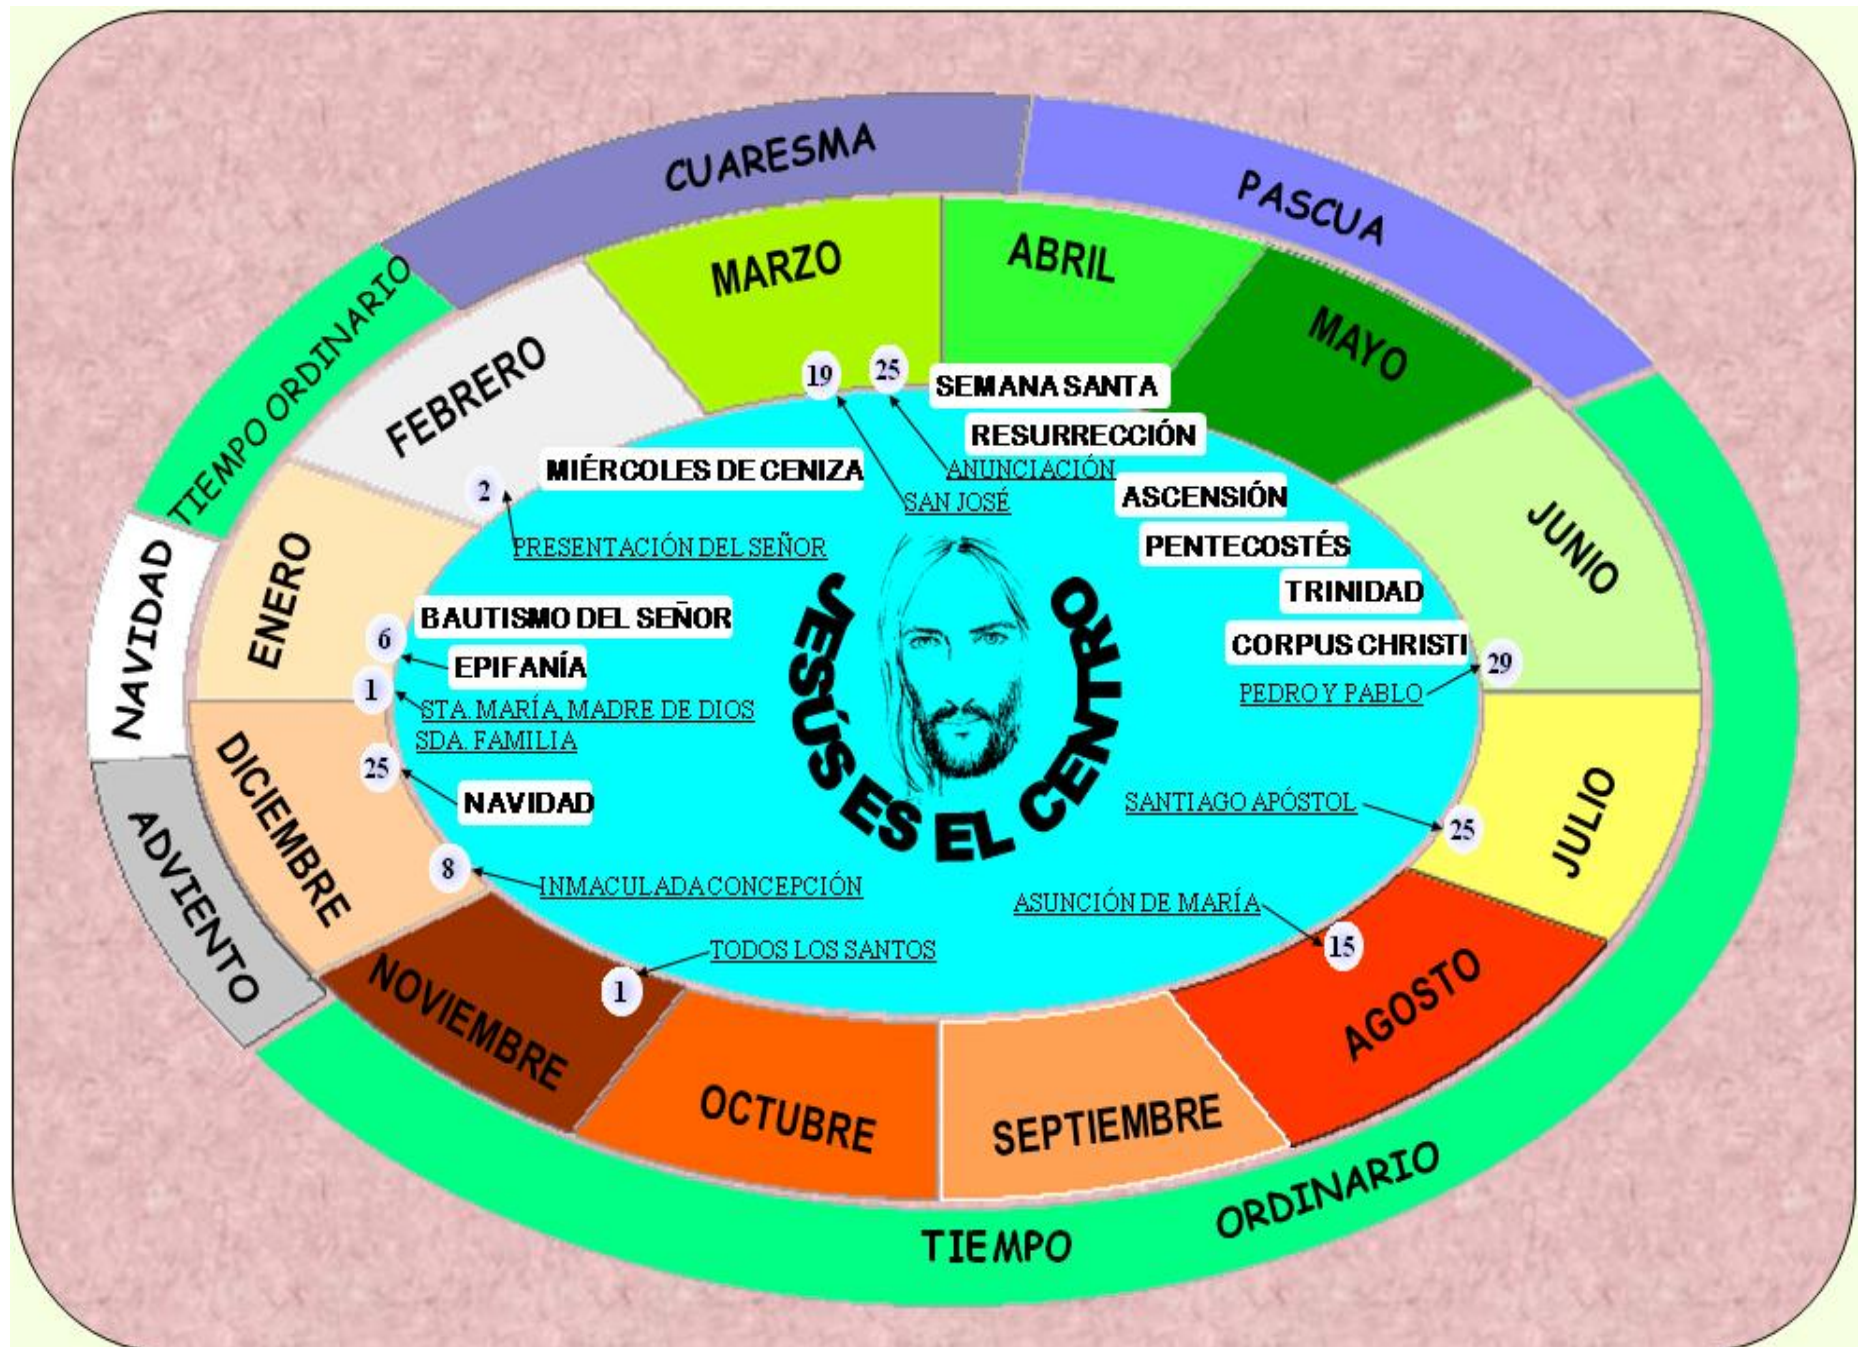 CUARESMA
PASCUA
TIEMPO ORDINARIO
NAVIDAD
ADVIENTO
TIEMPO
ORDINARIO
ENERO
FEBRERO
MARZO
ABRIL
MAYO
JUNIO
JULIO
AGOSTO
SEPTIEMBRE
OCTUBRE
NOVIEMBRE
DICIEMBRE
19
25
SEMANA SANTA
RESURRECCIÓN
ANUNCIACIÓN
SAN JOSÉ
MIÉRCOLES DE CENIZA
2
PRESENTACIÓN DEL SEÑOR
ASCENSIÓN
PENTECOSTÉS
TRINIDAD
CORPUS CHRISTI
29
PEDRO Y PABLO
BAUTISMO DEL SEÑOR
6
EPIFANÍA
1
STA. MARÍA, MADRE DE DIOS
SDA. FAMILIA
25
NAVIDAD
8
INMACULADA CONCEPCIÓN
1
TODOS LOS SANTOS
SANTIAGO APÓSTOL
25
ASUNCIÓN DE MARÍA
15
JESÚS ES EL CENTRO